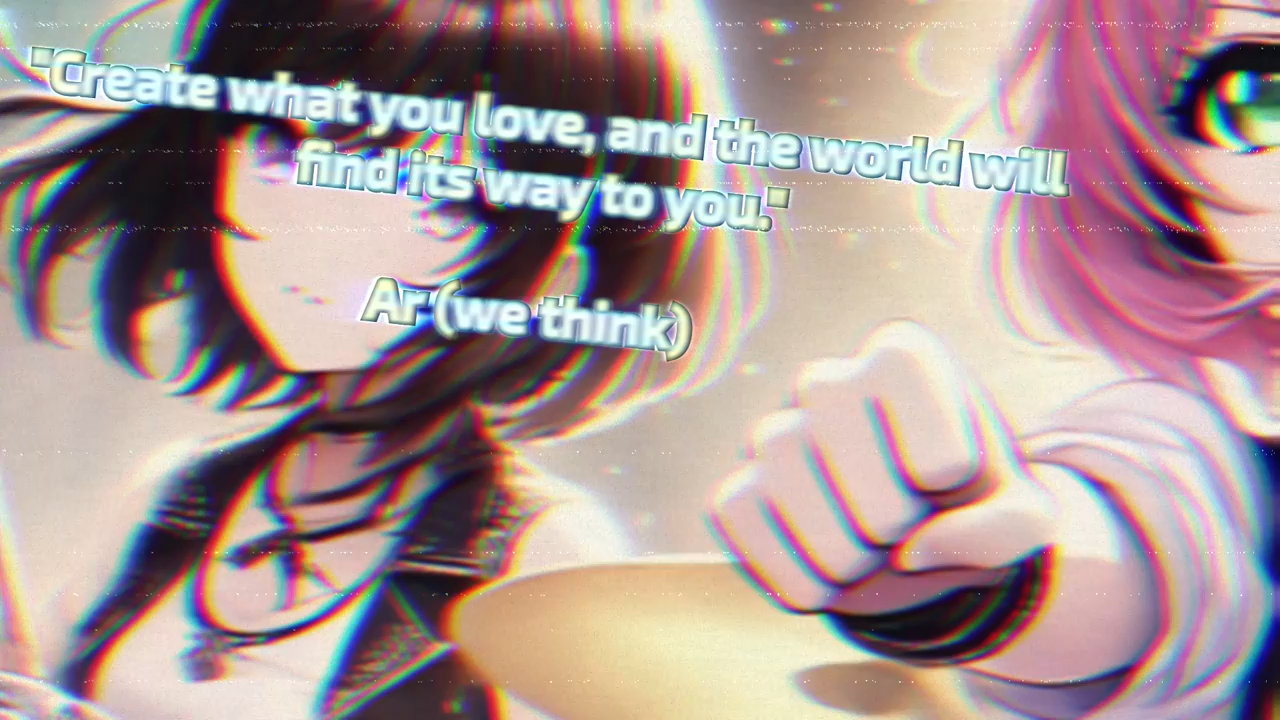 "Create what you love, and the world will
find its way to you."
Ar (we think)